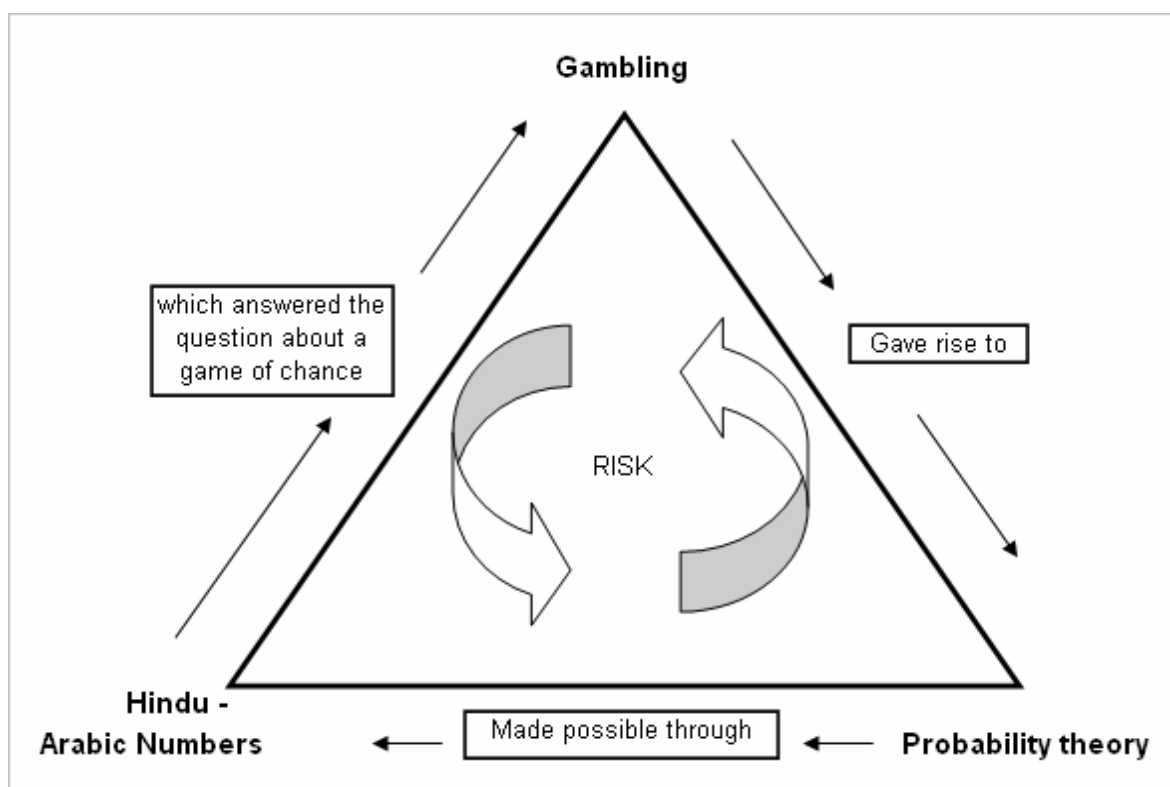 Gambling
which answered the
question about a
game of chance
Gave rise to
RISK
Hindu -
Arabic Numbers
Made possible through
Probability theory